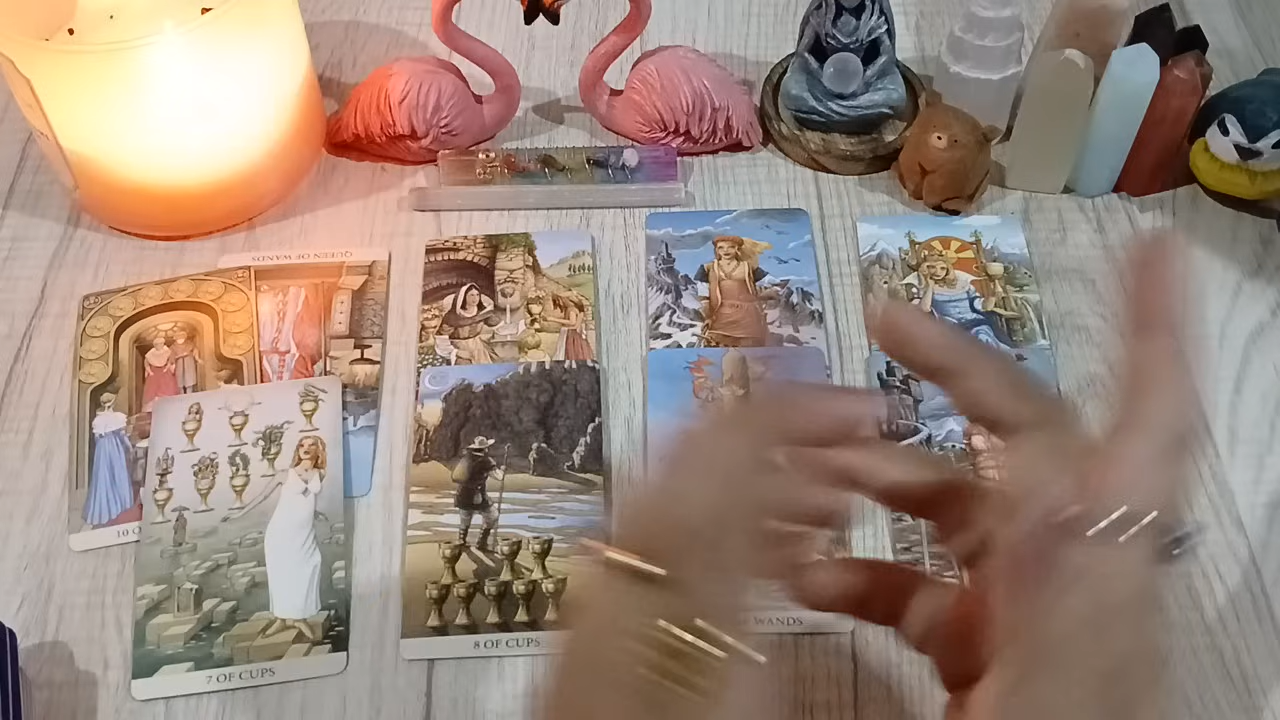 QUEEN OF WANDS
10 O
7 OF CUPS
8 OF CUPS
WANDS